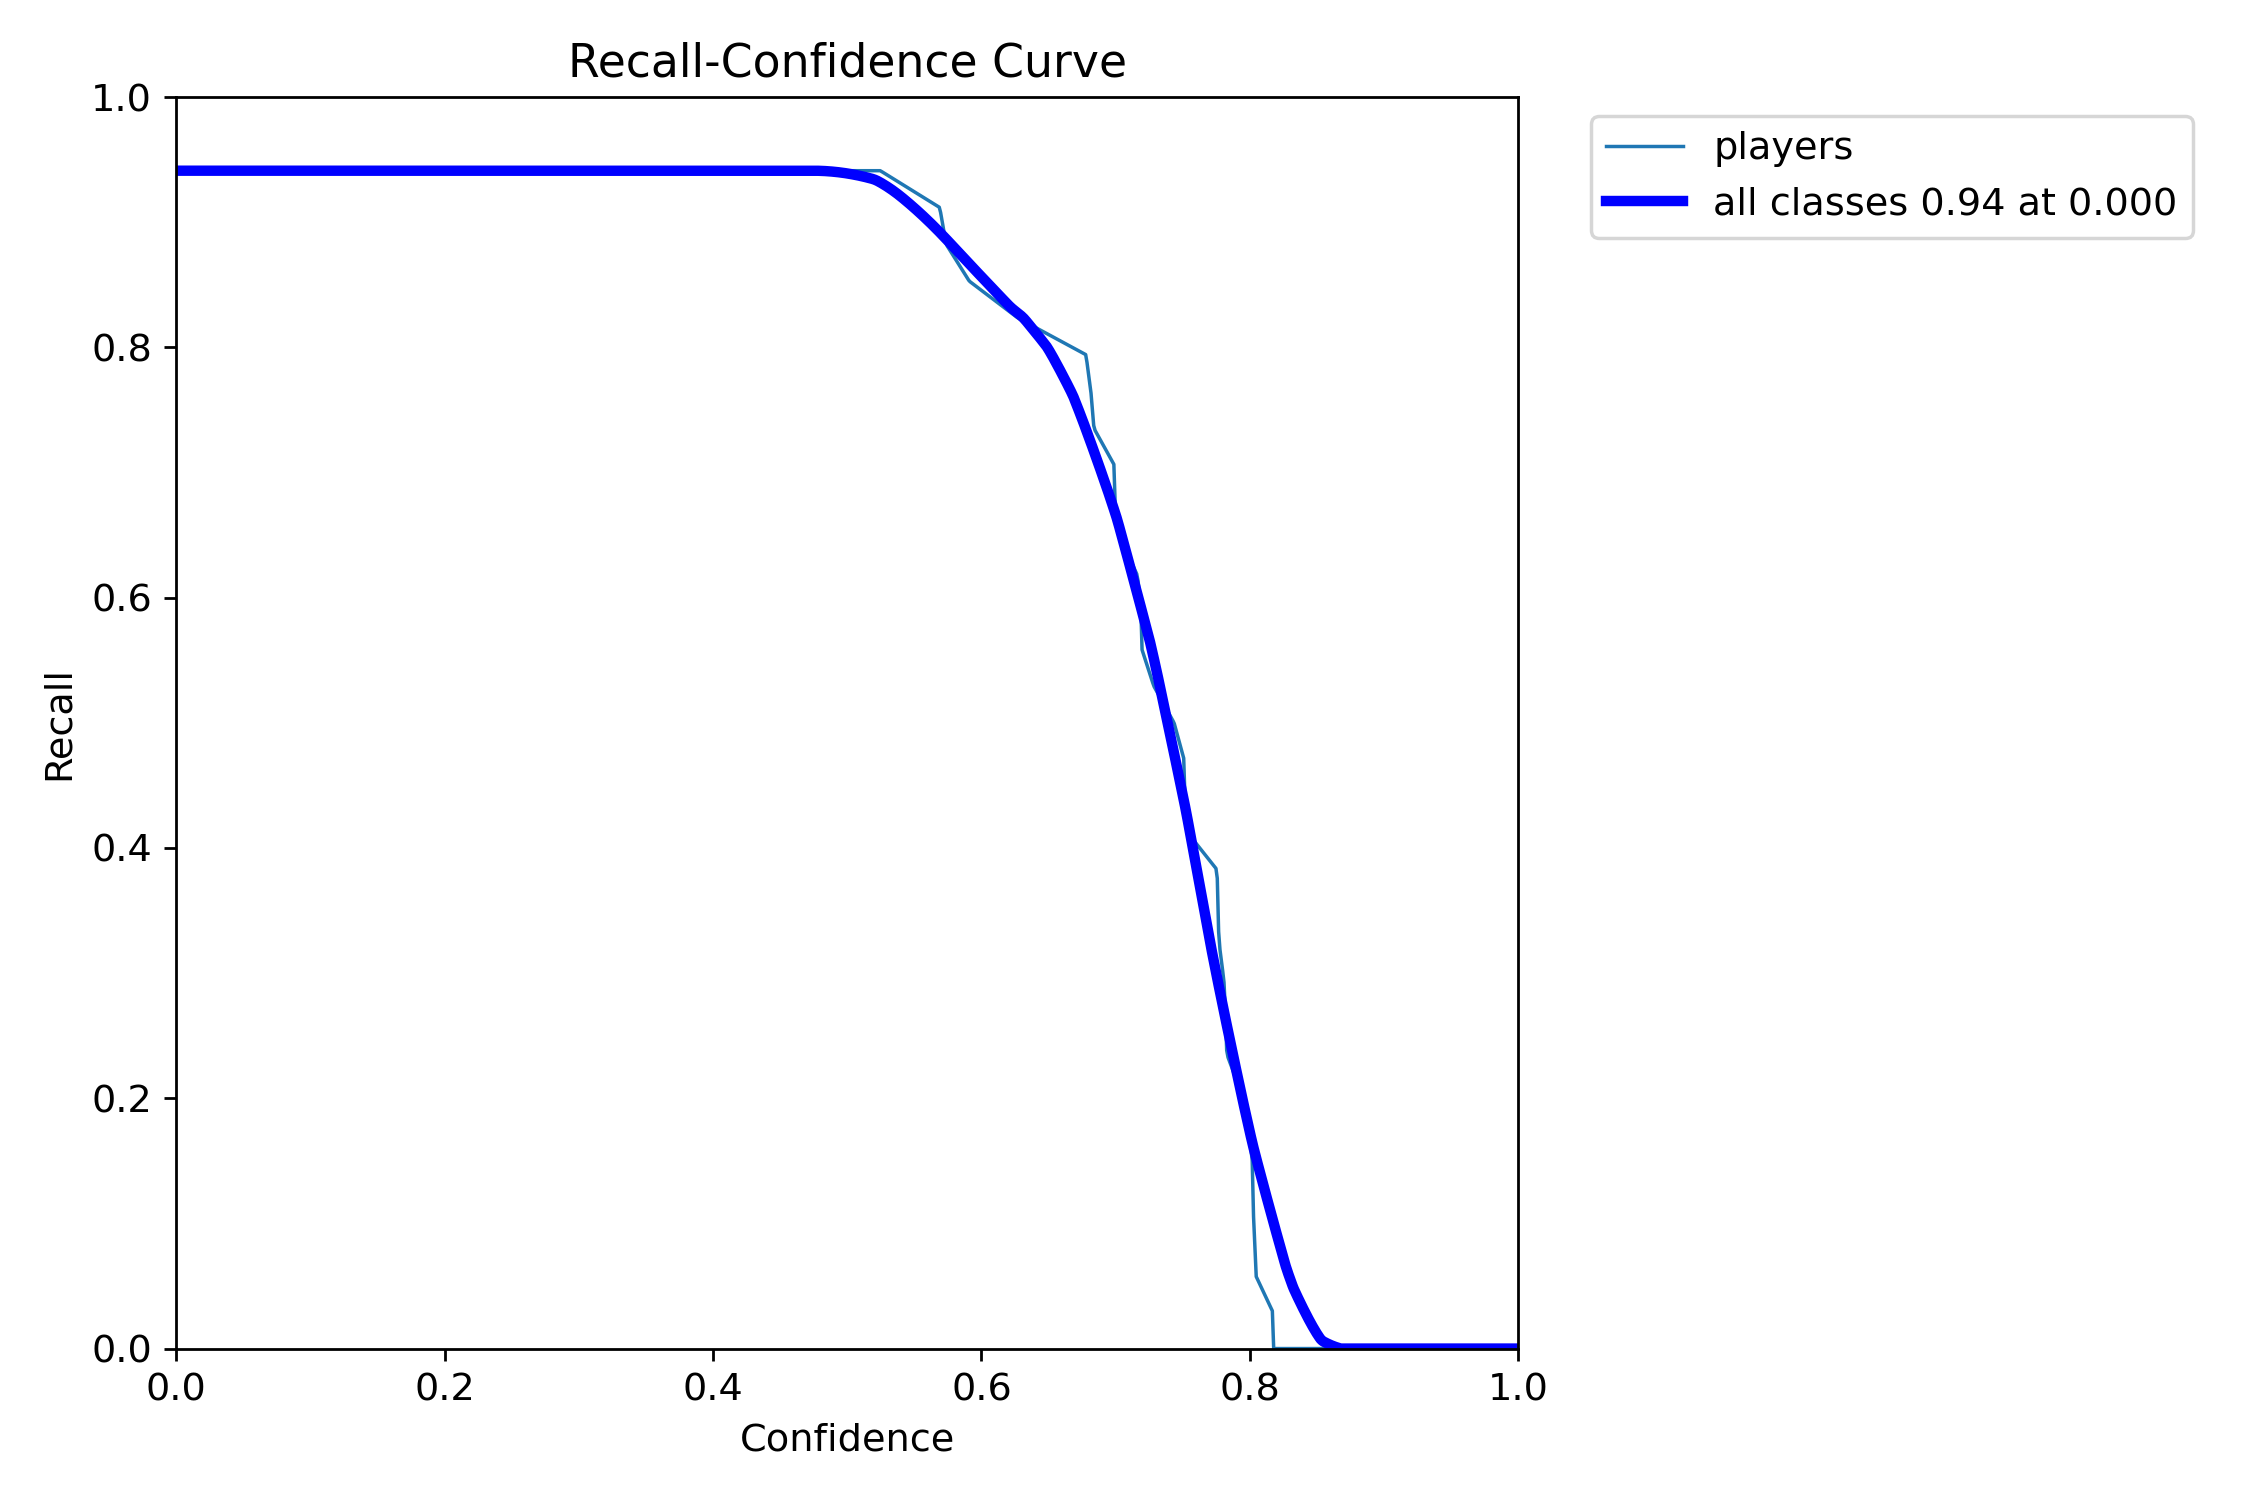 Recall-Confidence Curve
1.0
0.8
0.6
0.4
0.2
0.0
Recall
0.0 0.2 0.4 0.6 0.8 1.0
Confidence
players
all classes 0.94 at 0.000